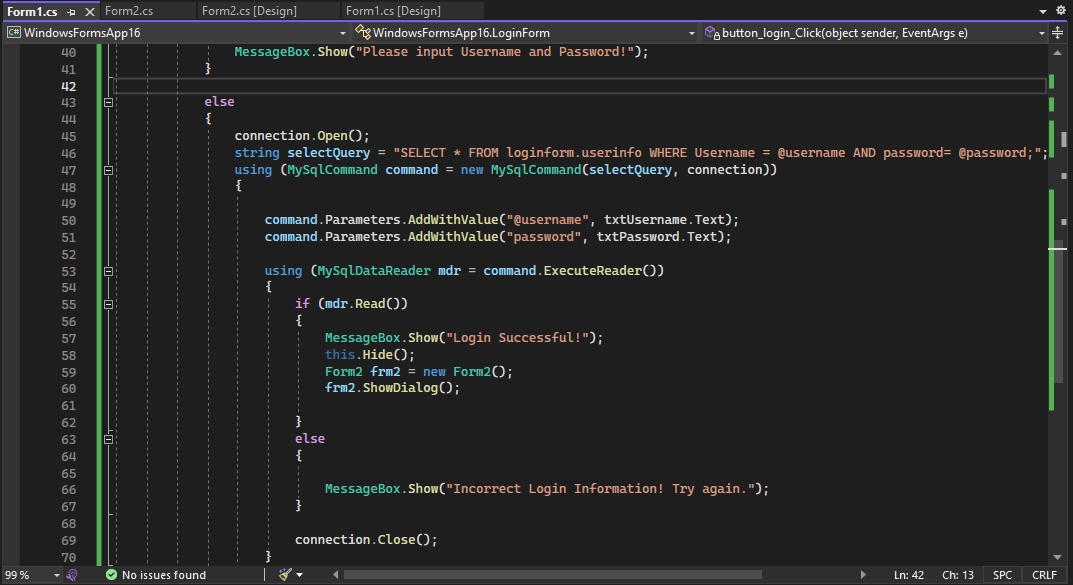 Form1.cs Form2.cs Form2.cs [Design] Form1.cs [Design]
C# WindowsFormsApp16 WindowsFormsApp16.LoginForm button_login_Click(object sender, EventArgs e)
40 MessageBox.Show("Please input Username and Password!");
41 }
42
43 else
44 {
45 connection.Open();
46 string selectQuery = "SELECT * FROM loginform.userinfo WHERE Username = @username AND password= @password;";
47 using (MySqlCommand command = new MySqlCommand(selectQuery, connection))
48 {
49
50 command.Parameters.AddWithValue("@username", txtUsername.Text);
51 command.Parameters.AddWithValue("password", txtPassword.Text);
52
53 using (MySqlDataReader mdr = command.ExecuteReader())
54 {
55 if (mdr.Read())
56 {
57 MessageBox.Show("Login Successful!");
58 this.Hide();
59 Form2 frm2 = new Form2();
60 frm2.ShowDialog();
61
62 }
63 else
64 {
65
66 MessageBox.Show("Incorrect Login Information! Try again.");
67 }
68
69 connection.Close();
70 }
99 % No issues found Ln: 42 Ch: 13 SPC CRLF